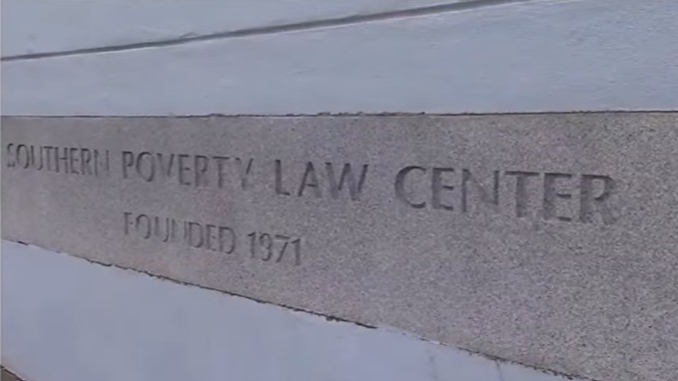 SOUTHERN POVERTY LAW CENTER
FOUNDED 1971